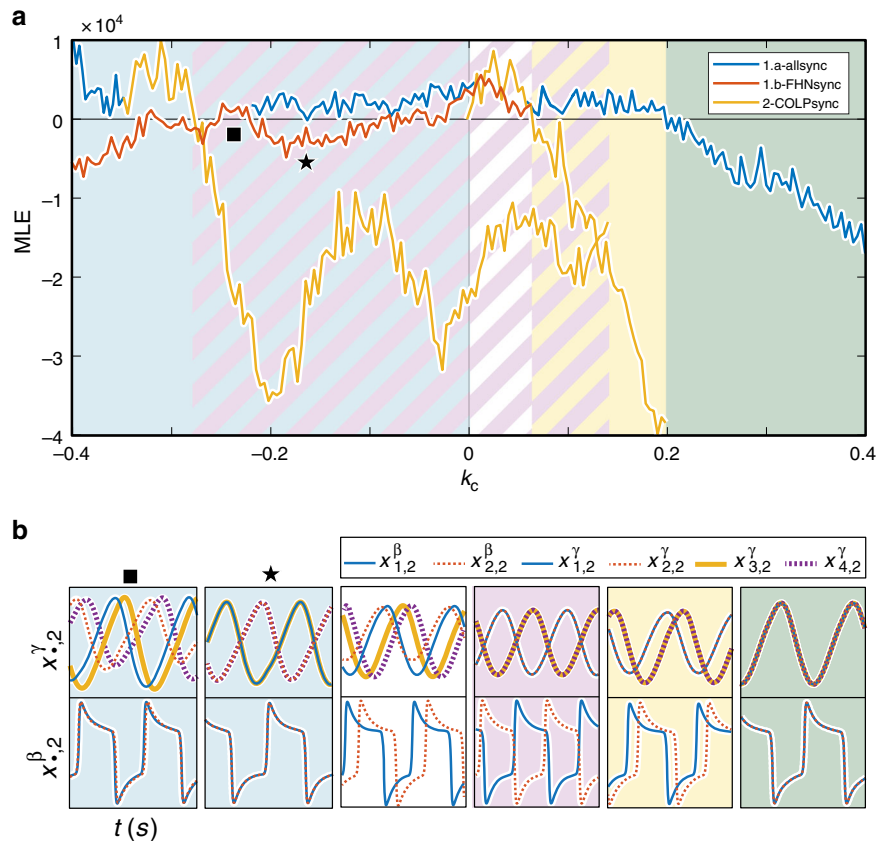 a
×10⁴
1
0
−1
−2
−3
−4
MLE
−0.4
−0.2
0
0.2
0.4
k_c
1.a-allsync
1.b-FHNsync
2-COLPsync
■
★
b
x^β_{1,2} x^β_{2,2} x^γ_{1,2} x^γ_{2,2} x^γ_{3,2} x^γ_{4,2}
■ ★
x^γ_{•,2}
x^β_{•,2}
t (s)